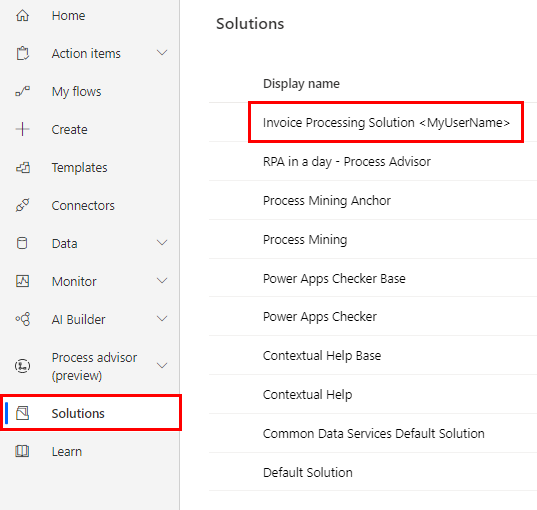 Home
Action items
My flows
Create
Templates
Connectors
Data
Monitor
AI Builder
Process advisor
(preview)
Solutions
Learn
Solutions
Display name
Invoice Processing Solution <MyUserName>
RPA in a day - Process Advisor
Process Mining Anchor
Process Mining
Power Apps Checker Base
Power Apps Checker
Contextual Help Base
Contextual Help
Common Data Services Default Solution
Default Solution